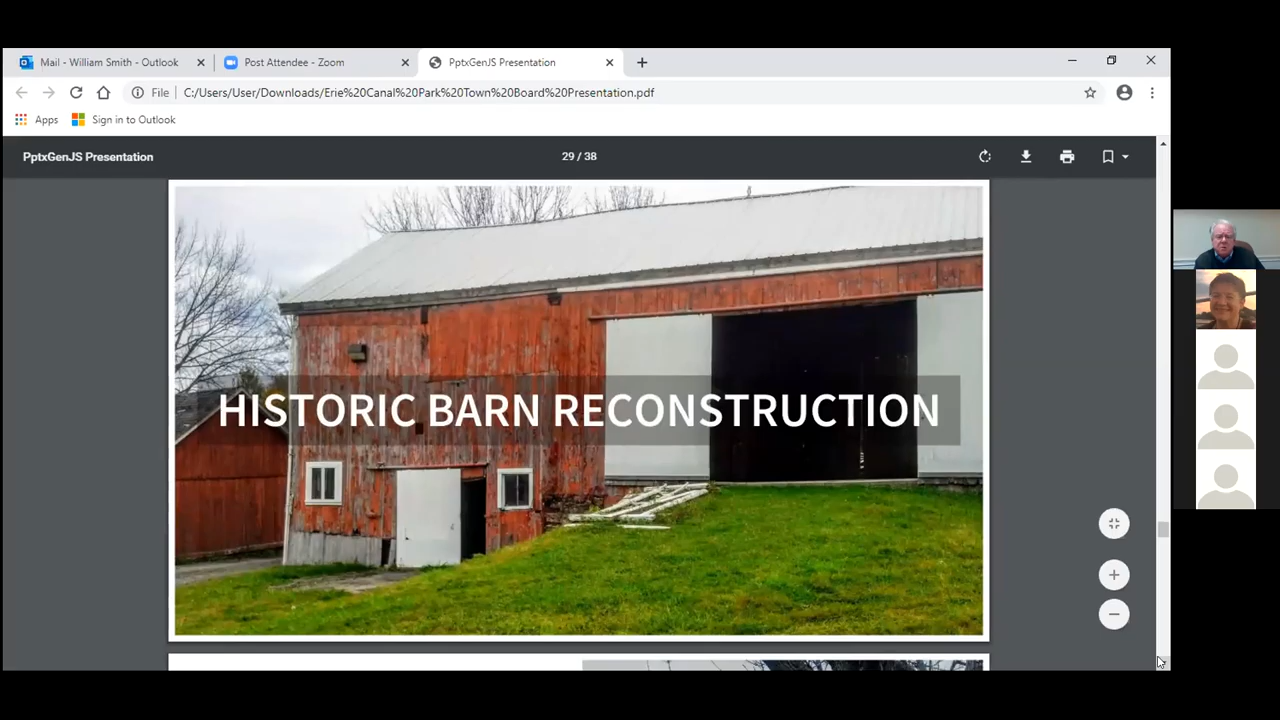 Mail - William Smith - Outlook
Post Attendee - Zoom
PptxGenJS Presentation
File
C:/Users/User/Downloads/Erie%20Canal%20Park%20Town%20Board%20Presentation.pdf
Apps
Sign in to Outlook
PptxGenJS Presentation
29 / 38
HISTORIC BARN RECONSTRUCTION